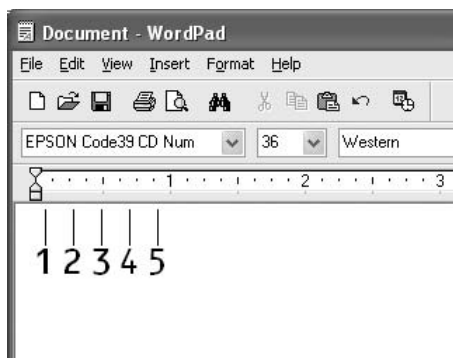 Document - WordPad
File Edit View Insert Format Help
EPSON Code39 CD Num 36 Western
1 2 3
1 2 3 4 5